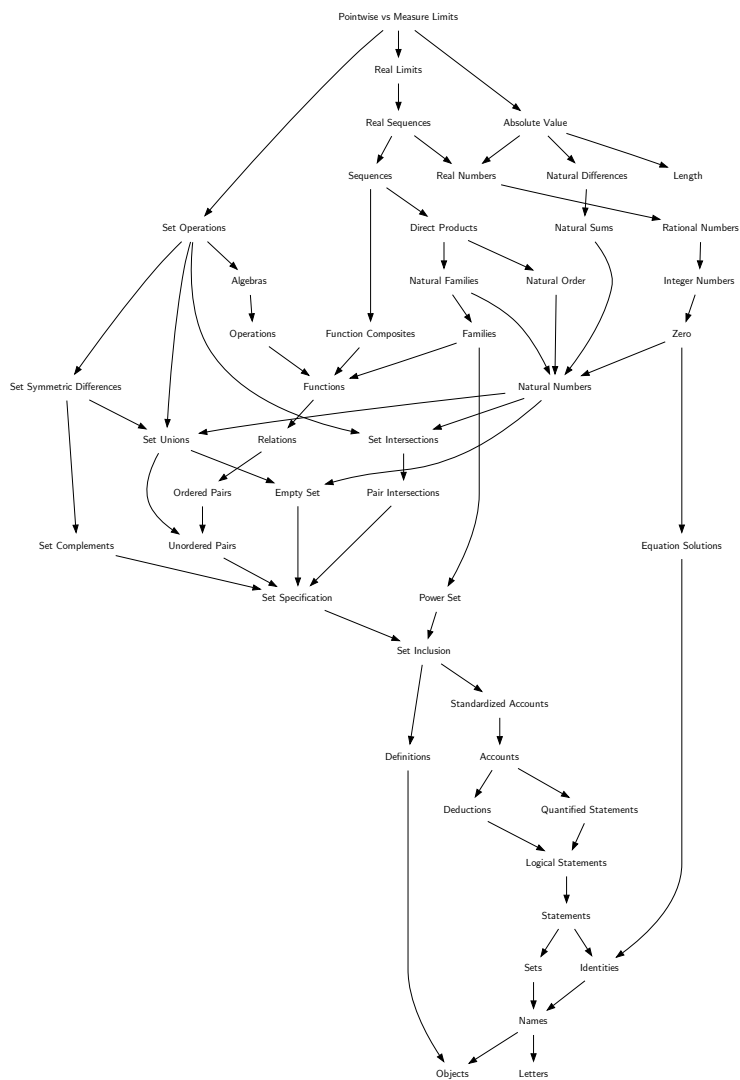 Pointwise vs Measure Limits
Real Limits
Real Sequences
Absolute Value
Sequences
Real Numbers
Natural Differences
Length
Set Operations
Direct Products
Natural Sums
Rational Numbers
Algebras
Natural Families
Natural Order
Integer Numbers
Operations
Function Composites
Families
Zero
Set Symmetric Differences
Functions
Natural Numbers
Set Unions
Relations
Set Intersections
Ordered Pairs
Empty Set
Pair Intersections
Set Complements
Unordered Pairs
Equation Solutions
Set Specification
Power Set
Set Inclusion
Standardized Accounts
Definitions
Accounts
Deductions
Quantified Statements
Logical Statements
Statements
Sets
Identities
Names
Objects
Letters